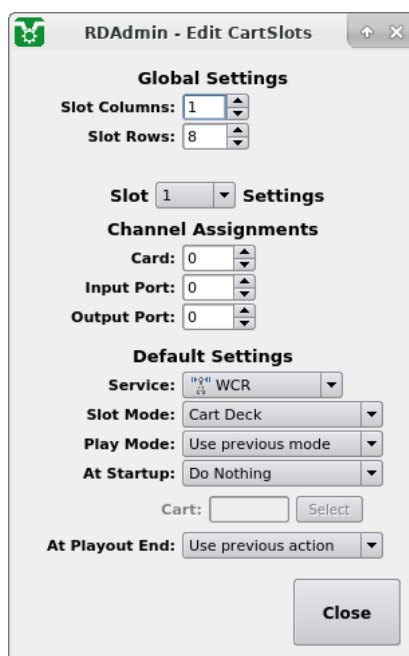 RDAdmin - Edit CartSlots
Global Settings
Slot Columns: 1
Slot Rows: 8
Slot 1 Settings
Channel Assignments
Card: 0
Input Port: 0
Output Port: 0
Default Settings
Service: WCR
Slot Mode: Cart Deck
Play Mode: Use previous mode
At Startup: Do Nothing
Cart: Select
At Playout End: Use previous action
Close